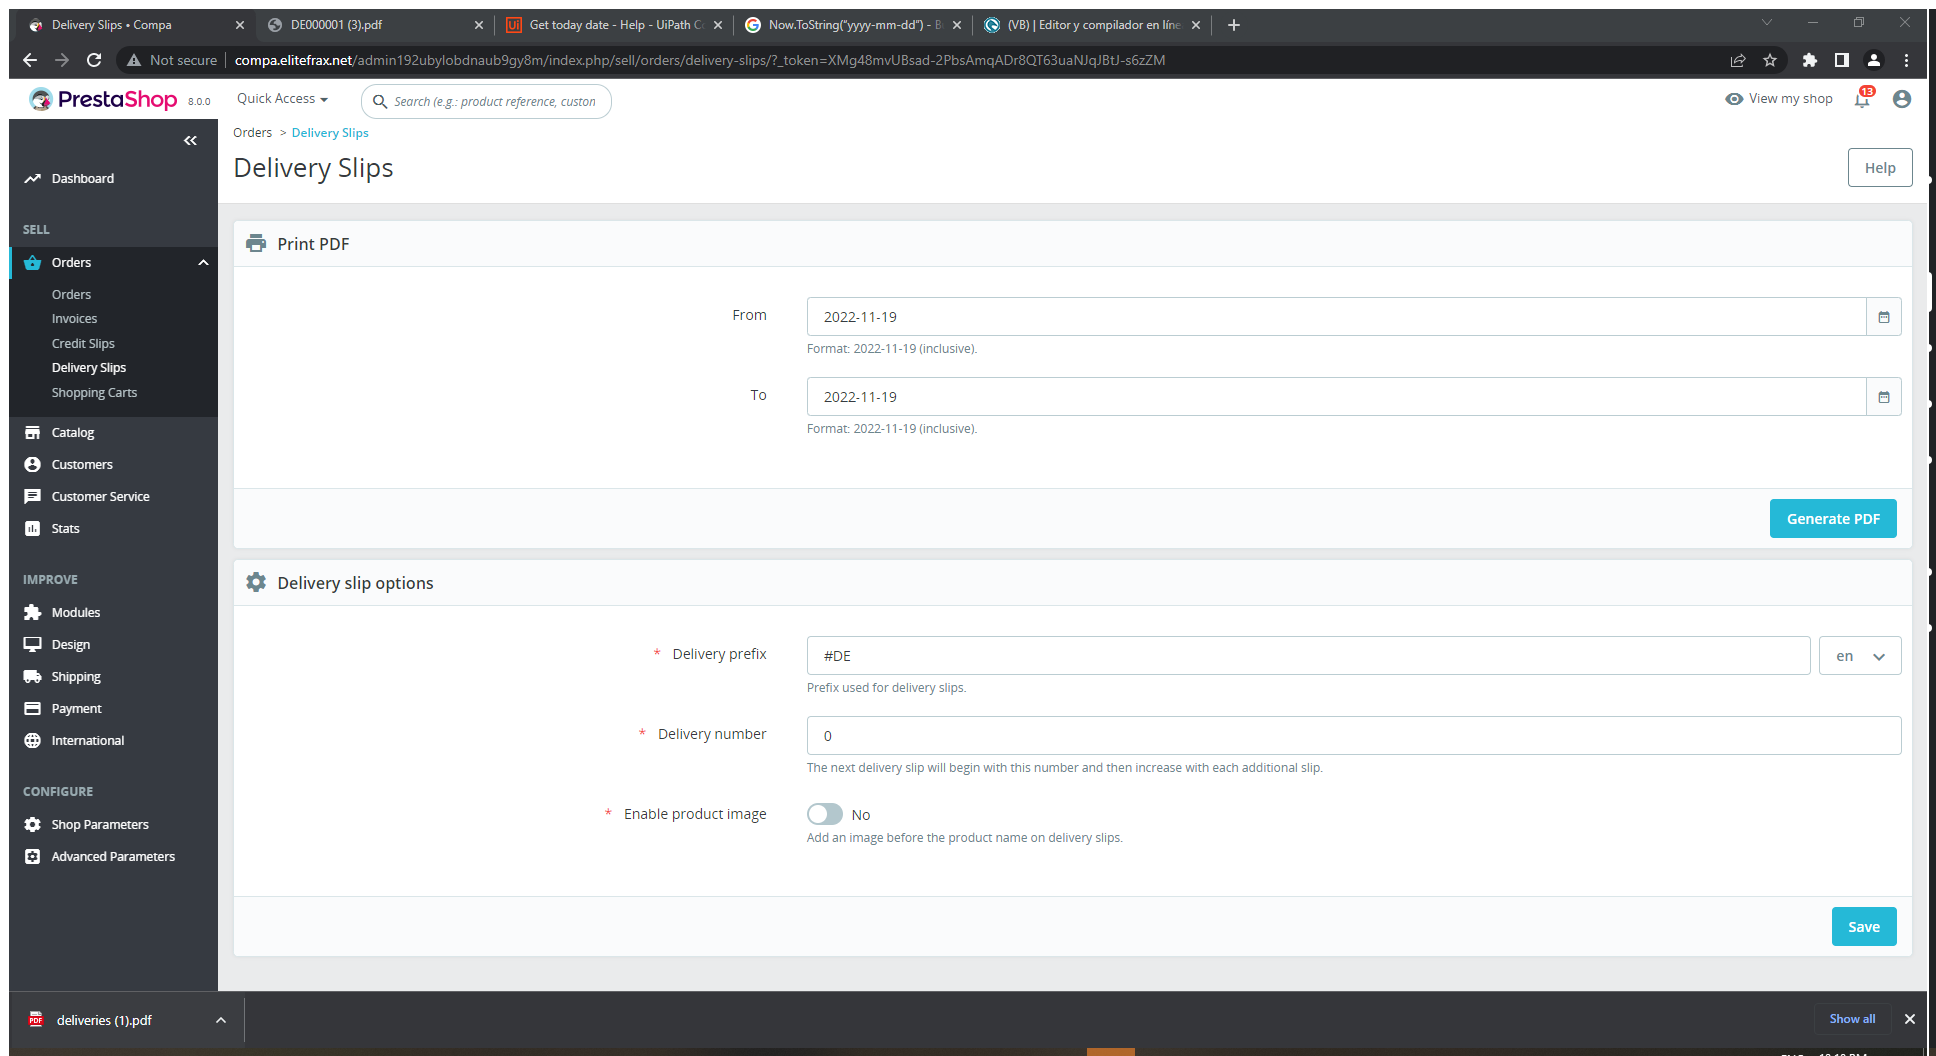 Delivery Slips • Compa
DE000001 (3).pdf
Get today date - Help - UiPath C
Now.ToString("yyyy-mm-dd") - B
(VB) | Editor y compilador en líne
Not secure
compa.elitefrax.net/admin192ubylobdnaub9gy8m/index.php/sell/orders/delivery-slips/?_token=XMg48mvUBsad-2PbsAmqADr8QT63uaNJqJBtJ-s6zZM
PrestaShop 8.0.0
Quick Access
Search (e.g.: product reference, custon
View my shop
13
Orders > Delivery Slips
Delivery Slips
Help
Dashboard
SELL
Orders
Orders
Invoices
Credit Slips
Delivery Slips
Shopping Carts
Catalog
Customers
Customer Service
Stats
IMPROVE
Modules
Design
Shipping
Payment
International
CONFIGURE
Shop Parameters
Advanced Parameters
Print PDF
From
2022-11-19
Format: 2022-11-19 (inclusive).
To
2022-11-19
Format: 2022-11-19 (inclusive).
Generate PDF
Delivery slip options
* Delivery prefix
#DE
en
Prefix used for delivery slips.
* Delivery number
0
The next delivery slip will begin with this number and then increase with each additional slip.
* Enable product image
No
Add an image before the product name on delivery slips.
Save
PDF
deliveries (1).pdf
Show all